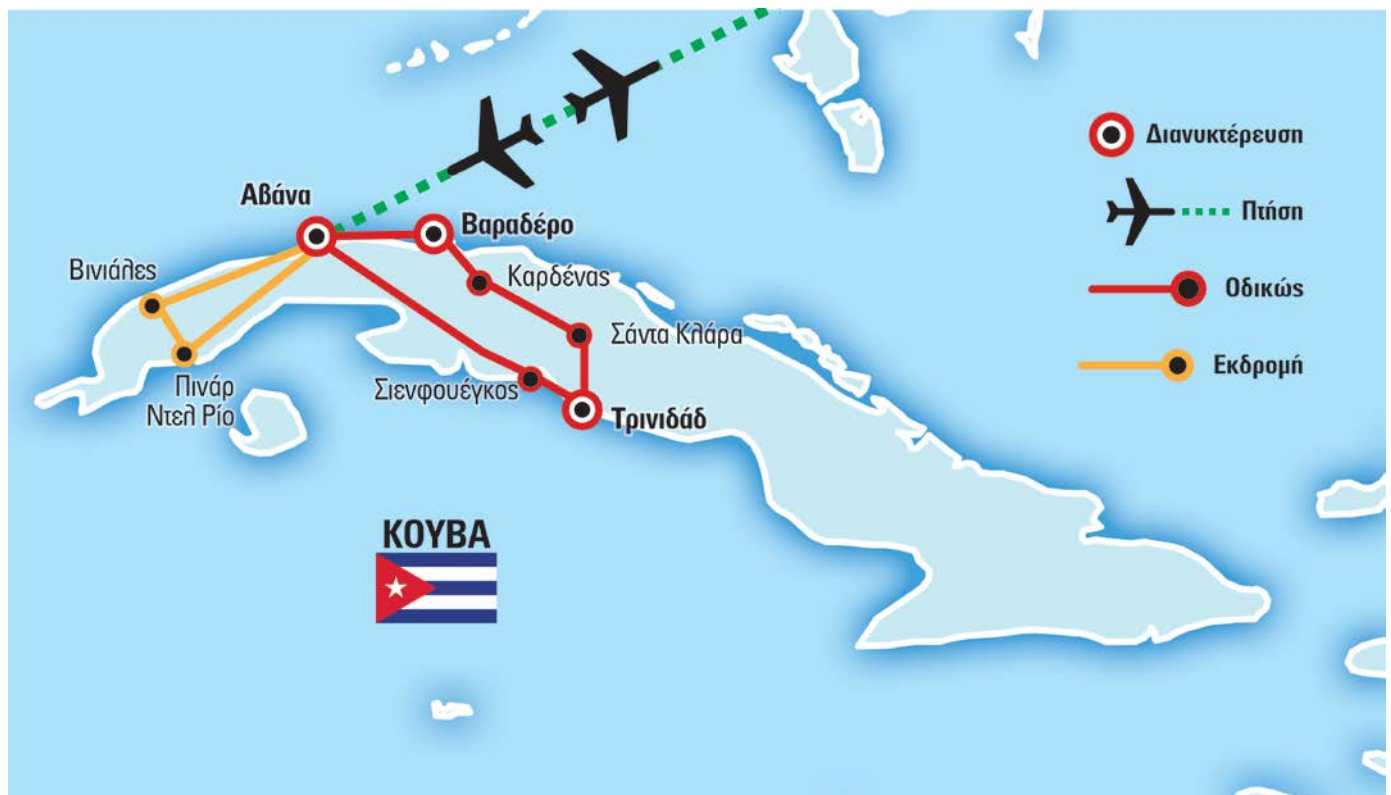 Διανυκτέρευση
Πτήση
Οδικώς
Εκδρομή
Αβάνα
Βαραδέρο
Βινιάλες
Καρδένας
Σάντα Κλάρα
Πινάρ
Ντελ Ρίο
Σιενφουέγκος
Τρινιδάδ
ΚΟΥΒΑ